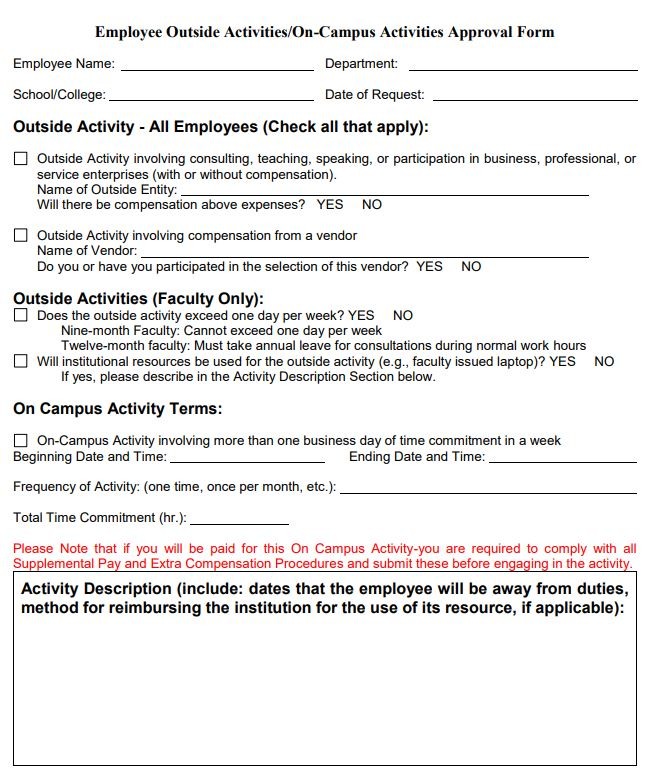 Employee Outside Activities/On-Campus Activities Approval Form
Employee Name: Department:
School/College: Date of Request:
Outside Activity - All Employees (Check all that apply):
Outside Activity involving consulting, teaching, speaking, or participation in business, professional, or
service enterprises (with or without compensation).
Name of Outside Entity:
Will there be compensation above expenses? YES NO
Outside Activity involving compensation from a vendor
Name of Vendor:
Do you or have you participated in the selection of this vendor? YES NO
Outside Activities (Faculty Only):
Does the outside activity exceed one day per week? YES NO
Nine-month Faculty: Cannot exceed one day per week
Twelve-month faculty: Must take annual leave for consultations during normal work hours
Will institutional resources be used for the outside activity (e.g., faculty issued laptop)? YES NO
If yes, please describe in the Activity Description Section below.
On Campus Activity Terms:
On-Campus Activity involving more than one business day of time commitment in a week
Beginning Date and Time: Ending Date and Time:
Frequency of Activity: (one time, once per month, etc.):
Total Time Commitment (hr.):
Please Note that if you will be paid for this On Campus Activity-you are required to comply with all
Supplemental Pay and Extra Compensation Procedures and submit these before engaging in the activity.
Activity Description (include: dates that the employee will be away from duties,
method for reimbursing the institution for the use of its resource, if applicable):